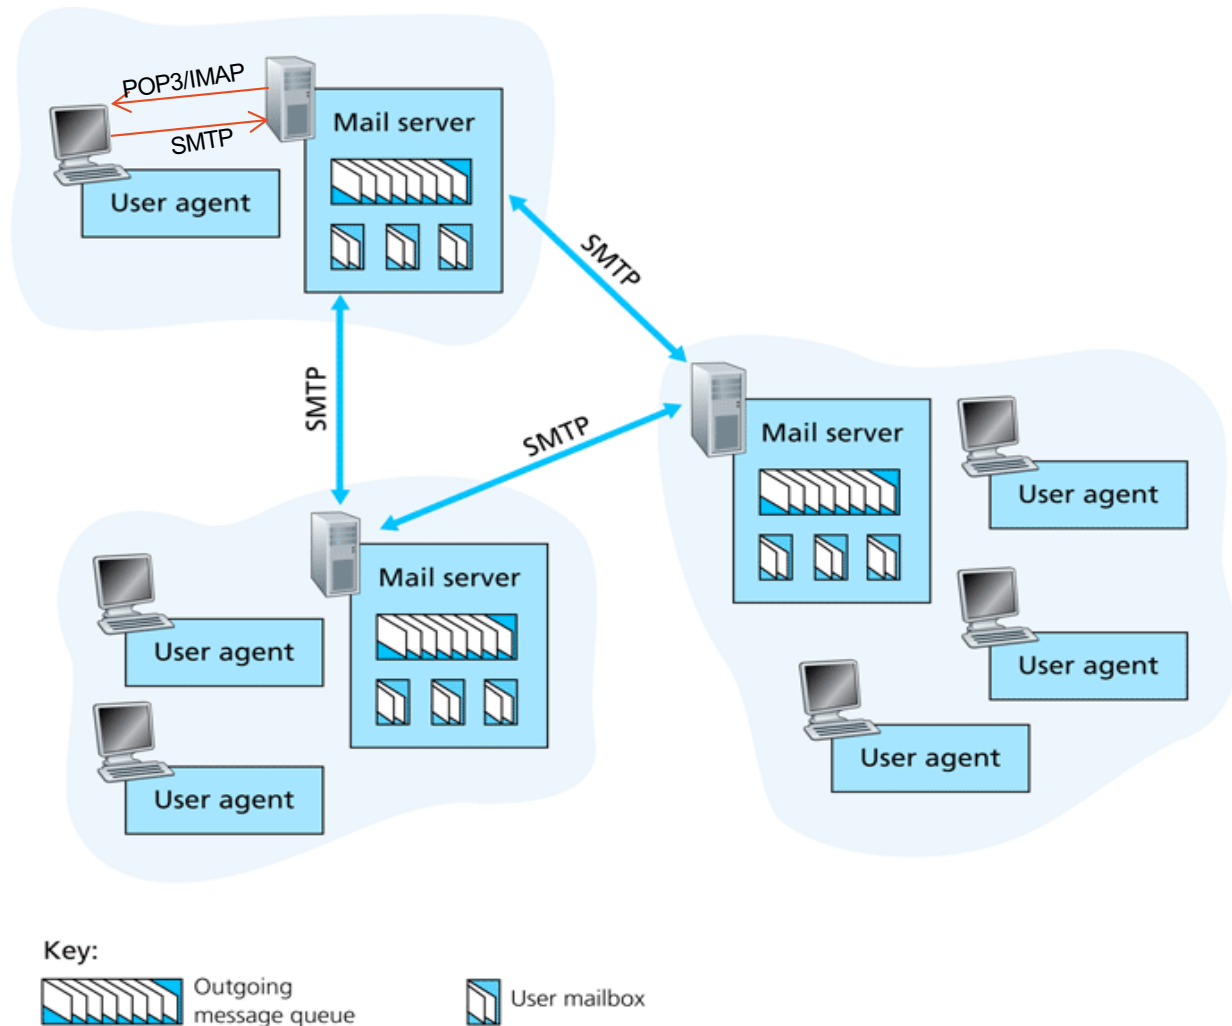 POP3/IMAP
SMTP
Mail server
User agent
SMTP
SMTP
SMTP
Mail server
User agent
User agent
User agent
Mail server
User agent
User agent
Key:
Outgoing
message queue
User mailbox